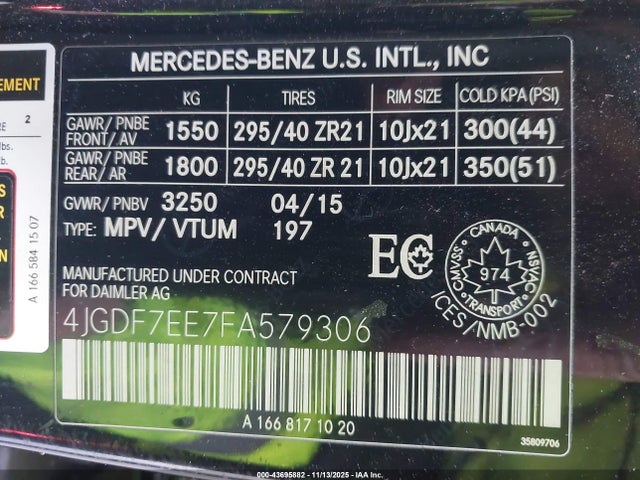 EMENT
RE 2
lbs.
b.
S
R
ON
N
A 166 584 15 07
MERCEDES-BENZ U.S. INTL., INC
KG TIRES RIM SIZE COLD KPA (PSI)
GAWR/ PNBE FRONT/ AV 1550 295/40 ZR21 10Jx21 300(44)
GAWR/ PNBE REAR/ AR 1800 295/40 ZR 21 10Jx21 350(51)
GVWR/ PNBV 3250 04/15
TYPE: MPV/ VTUM 197
MANUFACTURED UNDER CONTRACT
FOR DAIMLER AG
EC
CANADA
CMVSS NSVAC
974
TRANSPORT
ICES/NMB-002
4JGDF7EE7FA579306
A 166 817 10 20
35809706
000-43695882 - 11/13/2025 - IAA Inc.